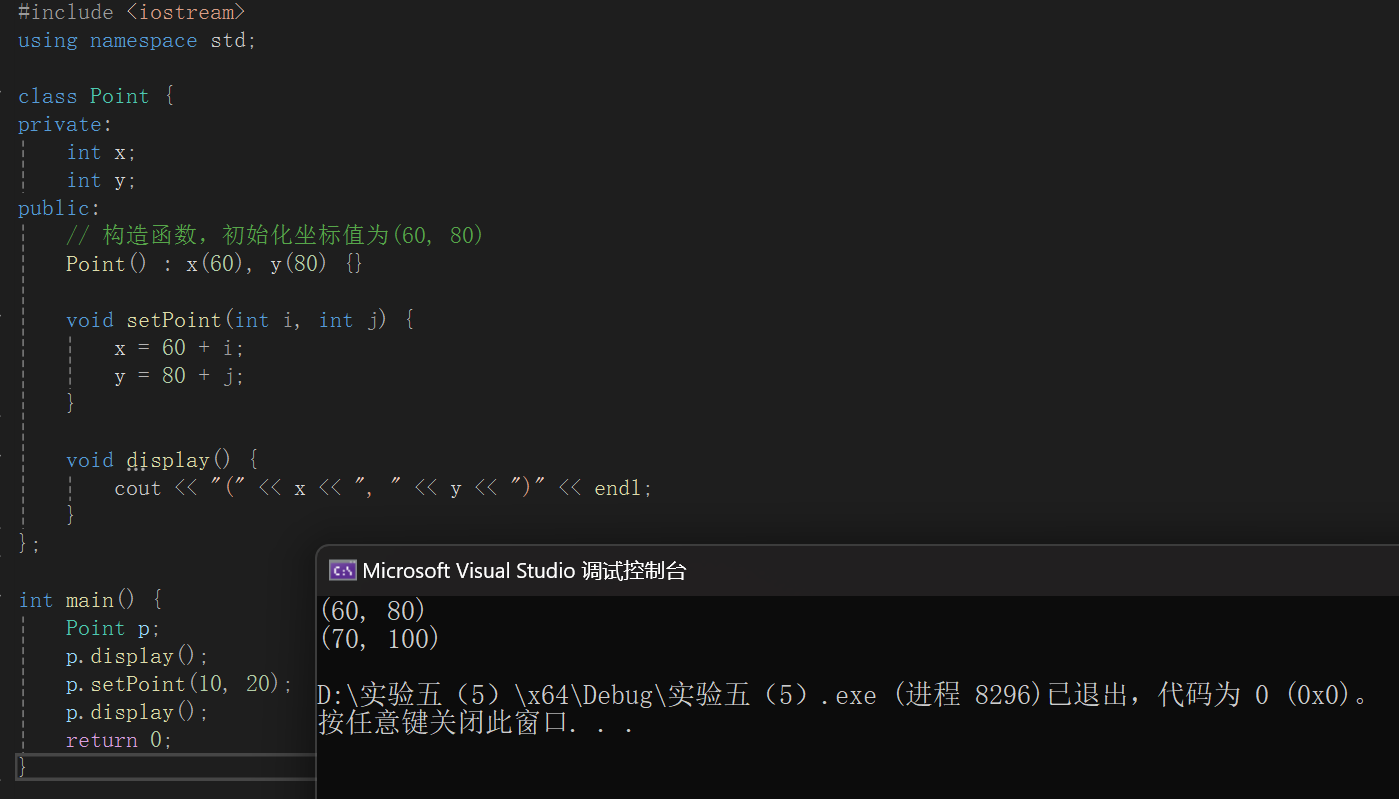 #include <iostream>
using namespace std;
class Point {
private:
int x;
int y;
public:
// 构造函数，初始化坐标值为(60, 80)
Point() : x(60), y(80) {}
void setPoint(int i, int j) {
x = 60 + i;
y = 80 + j;
}
void display() {
cout << "(" << x << ", " << y << ")" << endl;
}
};
int main() {
Point p;
p.display();
p.setPoint(10, 20);
p.display();
return 0;
}
C:\ Microsoft Visual Studio 调试控制台
(60, 80)
(70, 100)
D:\实验五（5）\x64\Debug\实验五（5）.exe (进程 8296)已退出，代码为 0 (0x0)。
按任意键关闭此窗口. . .